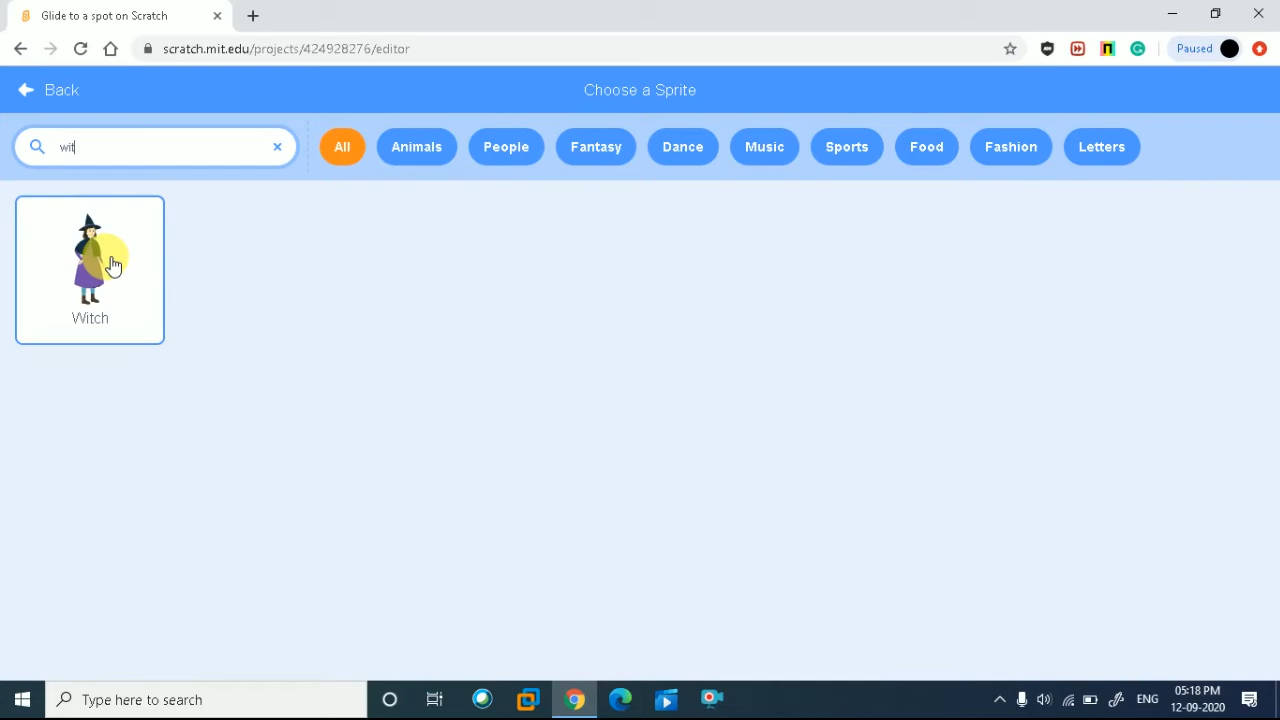 Glide to a spot on Scratch
scratch.mit.edu/projects/424928276/editor
Paused
Back
Choose a Sprite
wit
All
Animals
People
Fantasy
Dance
Music
Sports
Food
Fashion
Letters
Witch
Type here to search
ENG
05:18 PM
12-09-2020